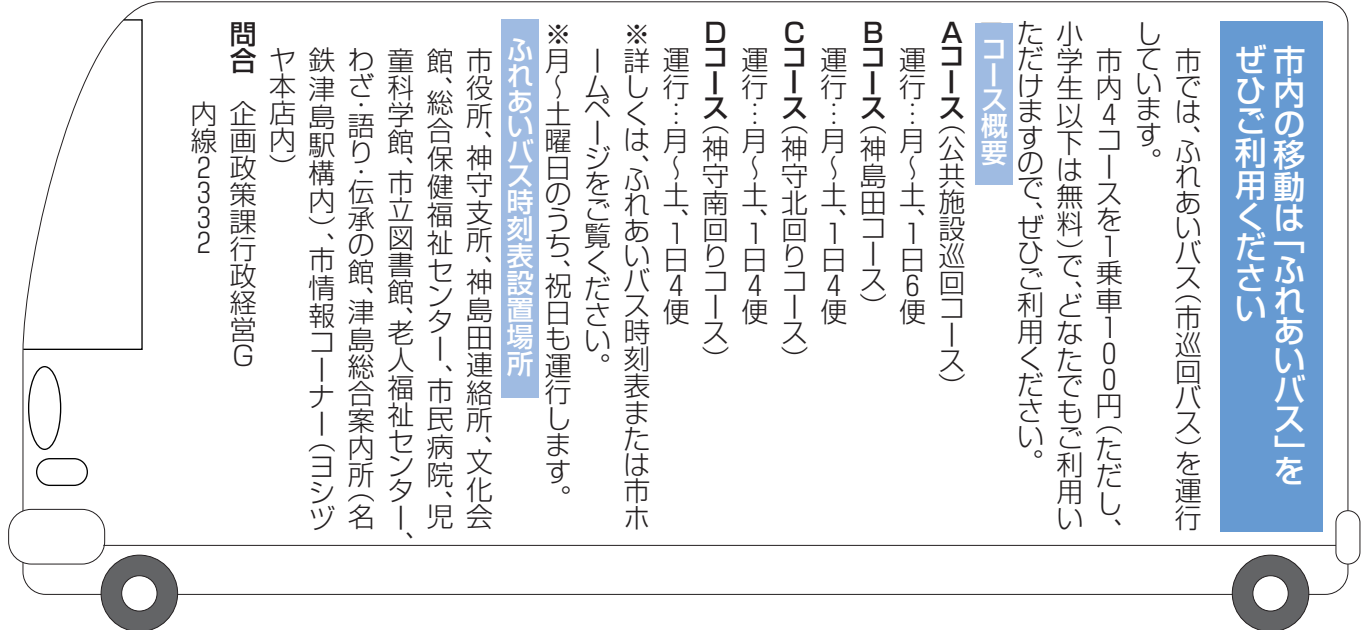 市内の移動は「ふれあいバス」を
ぜひご利用ください
市では、ふれあいバス（市巡回バス）を運行
しています。
市内4コースを1乗車100円（ただし、
小学生以下は無料）で、どなたでもご利用い
ただけますので、ぜひご利用ください。
コース概要
Aコース（公共施設巡回コース）
運行…月～土、1日6便
Bコース（神島田コース）
運行…月～土、1日4便
Cコース（神守北回りコース）
運行…月～土、1日4便
Dコース（神守南回りコース）
運行…月～土、1日4便
※詳しくは、ふれあいバス時刻表または市ホ
ームページをご覧ください。
※月～土曜日のうち、祝日も運行します。
ふれあいバス時刻表設置場所
市役所、神守支所、神島田連絡所、文化会
館、総合保健福祉センター、市民病院、児
童科学館、市立図書館、老人福祉センター、
わざ・語り・伝承の館、津島総合案内所（名
鉄津島駅構内）、市情報コーナー（ヨシヅ
ヤ本店内）
問合　企画政策課行政経営G
内線2332